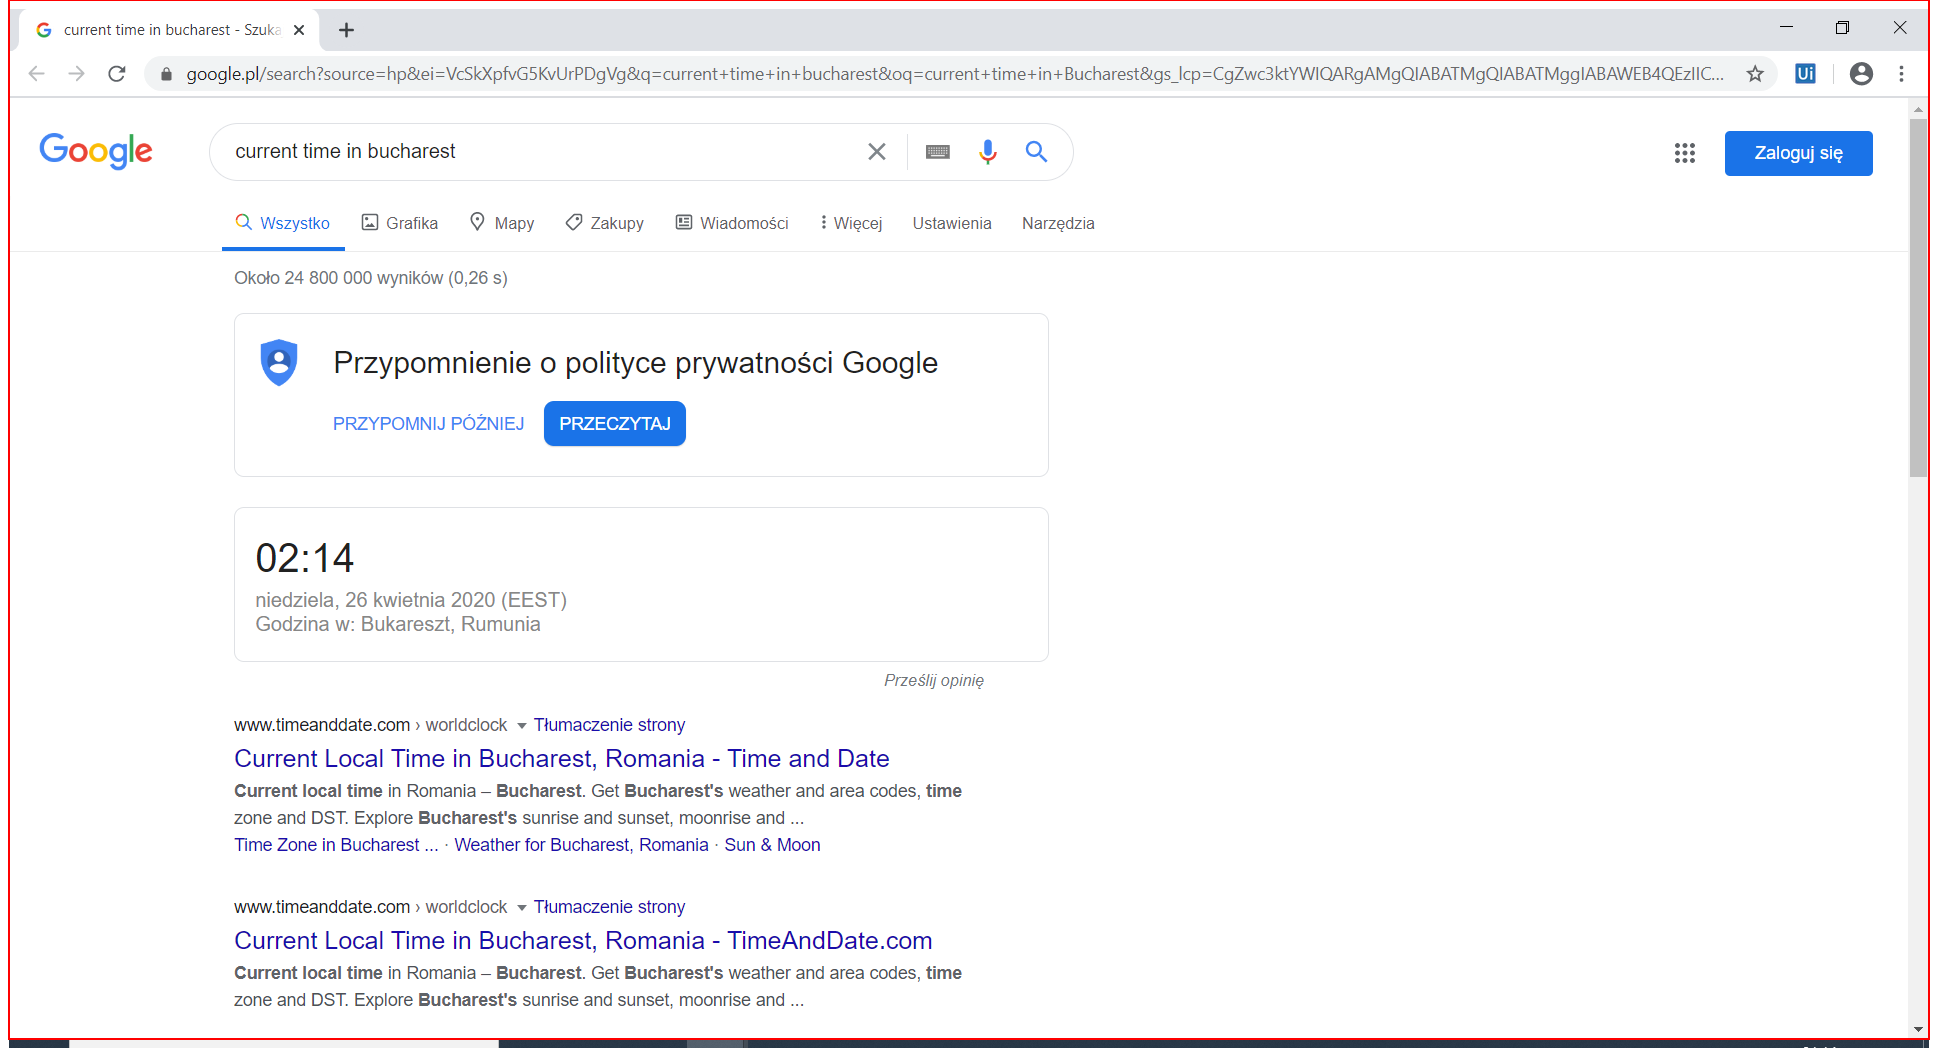 current time in bucharest - Szuka
google.pl/search?source=hp&ei=VcSkXpfvG5KvUrPDgVg&q=current+time+in+bucharest&oq=current+time+in+Bucharest&gs_lcp=CgZwc3ktYWIQARgAMgQIABATMgQIABATMggIABAWEB4QEzIIC...
Ui
Google
current time in bucharest
Zaloguj się
Wszystko Grafika Mapy Zakupy Wiadomości Więcej Ustawienia Narzędzia
Około 24 800 000 wyników (0,26 s)
Przypomnienie o polityce prywatności Google
PRZYPOMNIJ PÓŹNIEJ PRZECZYTAJ
02:14
niedziela, 26 kwietnia 2020 (EEST)
Godzina w: Bukareszt, Rumunia
Prześlij opinię
www.timeanddate.com › worldclock Tłumaczenie strony
Current Local Time in Bucharest, Romania - Time and Date
Current local time in Romania – Bucharest. Get Bucharest's weather and area codes, time
zone and DST. Explore Bucharest's sunrise and sunset, moonrise and ...
Time Zone in Bucharest ... · Weather for Bucharest, Romania · Sun & Moon
www.timeanddate.com › worldclock Tłumaczenie strony
Current Local Time in Bucharest, Romania - TimeAndDate.com
Current local time in Romania – Bucharest. Get Bucharest's weather and area codes, time
zone and DST. Explore Bucharest's sunrise and sunset, moonrise and ...